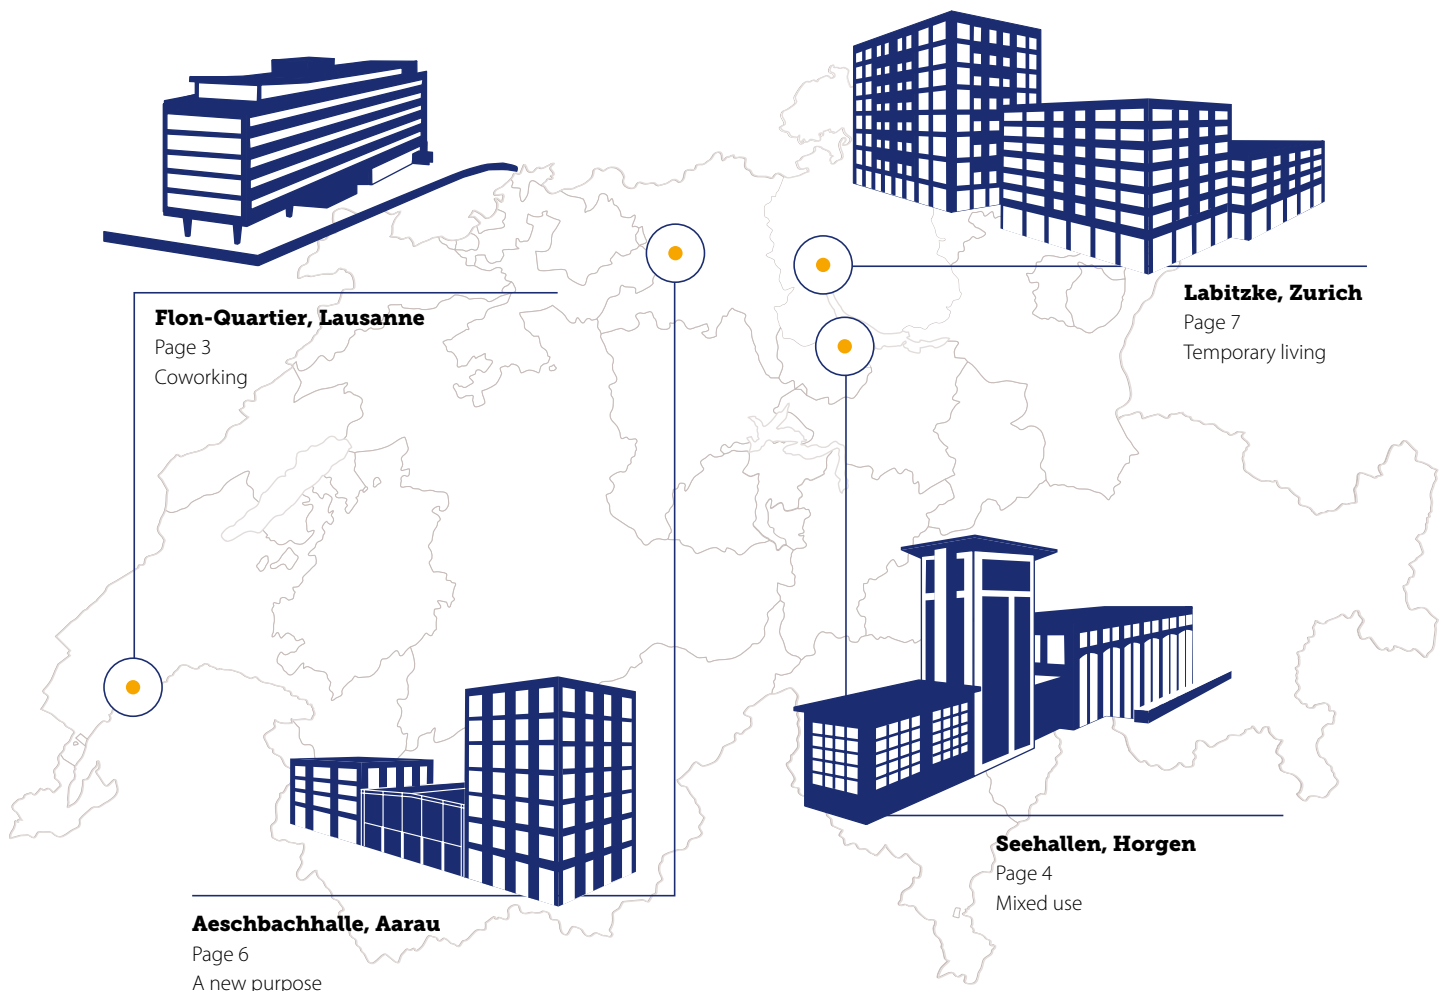 Flon-Quartier, Lausanne
Page 3
Coworking
Labitzke, Zurich
Page 7
Temporary living
Seehallen, Horgen
Page 4
Mixed use
Aeschbachhalle, Aarau
Page 6
A new purpose